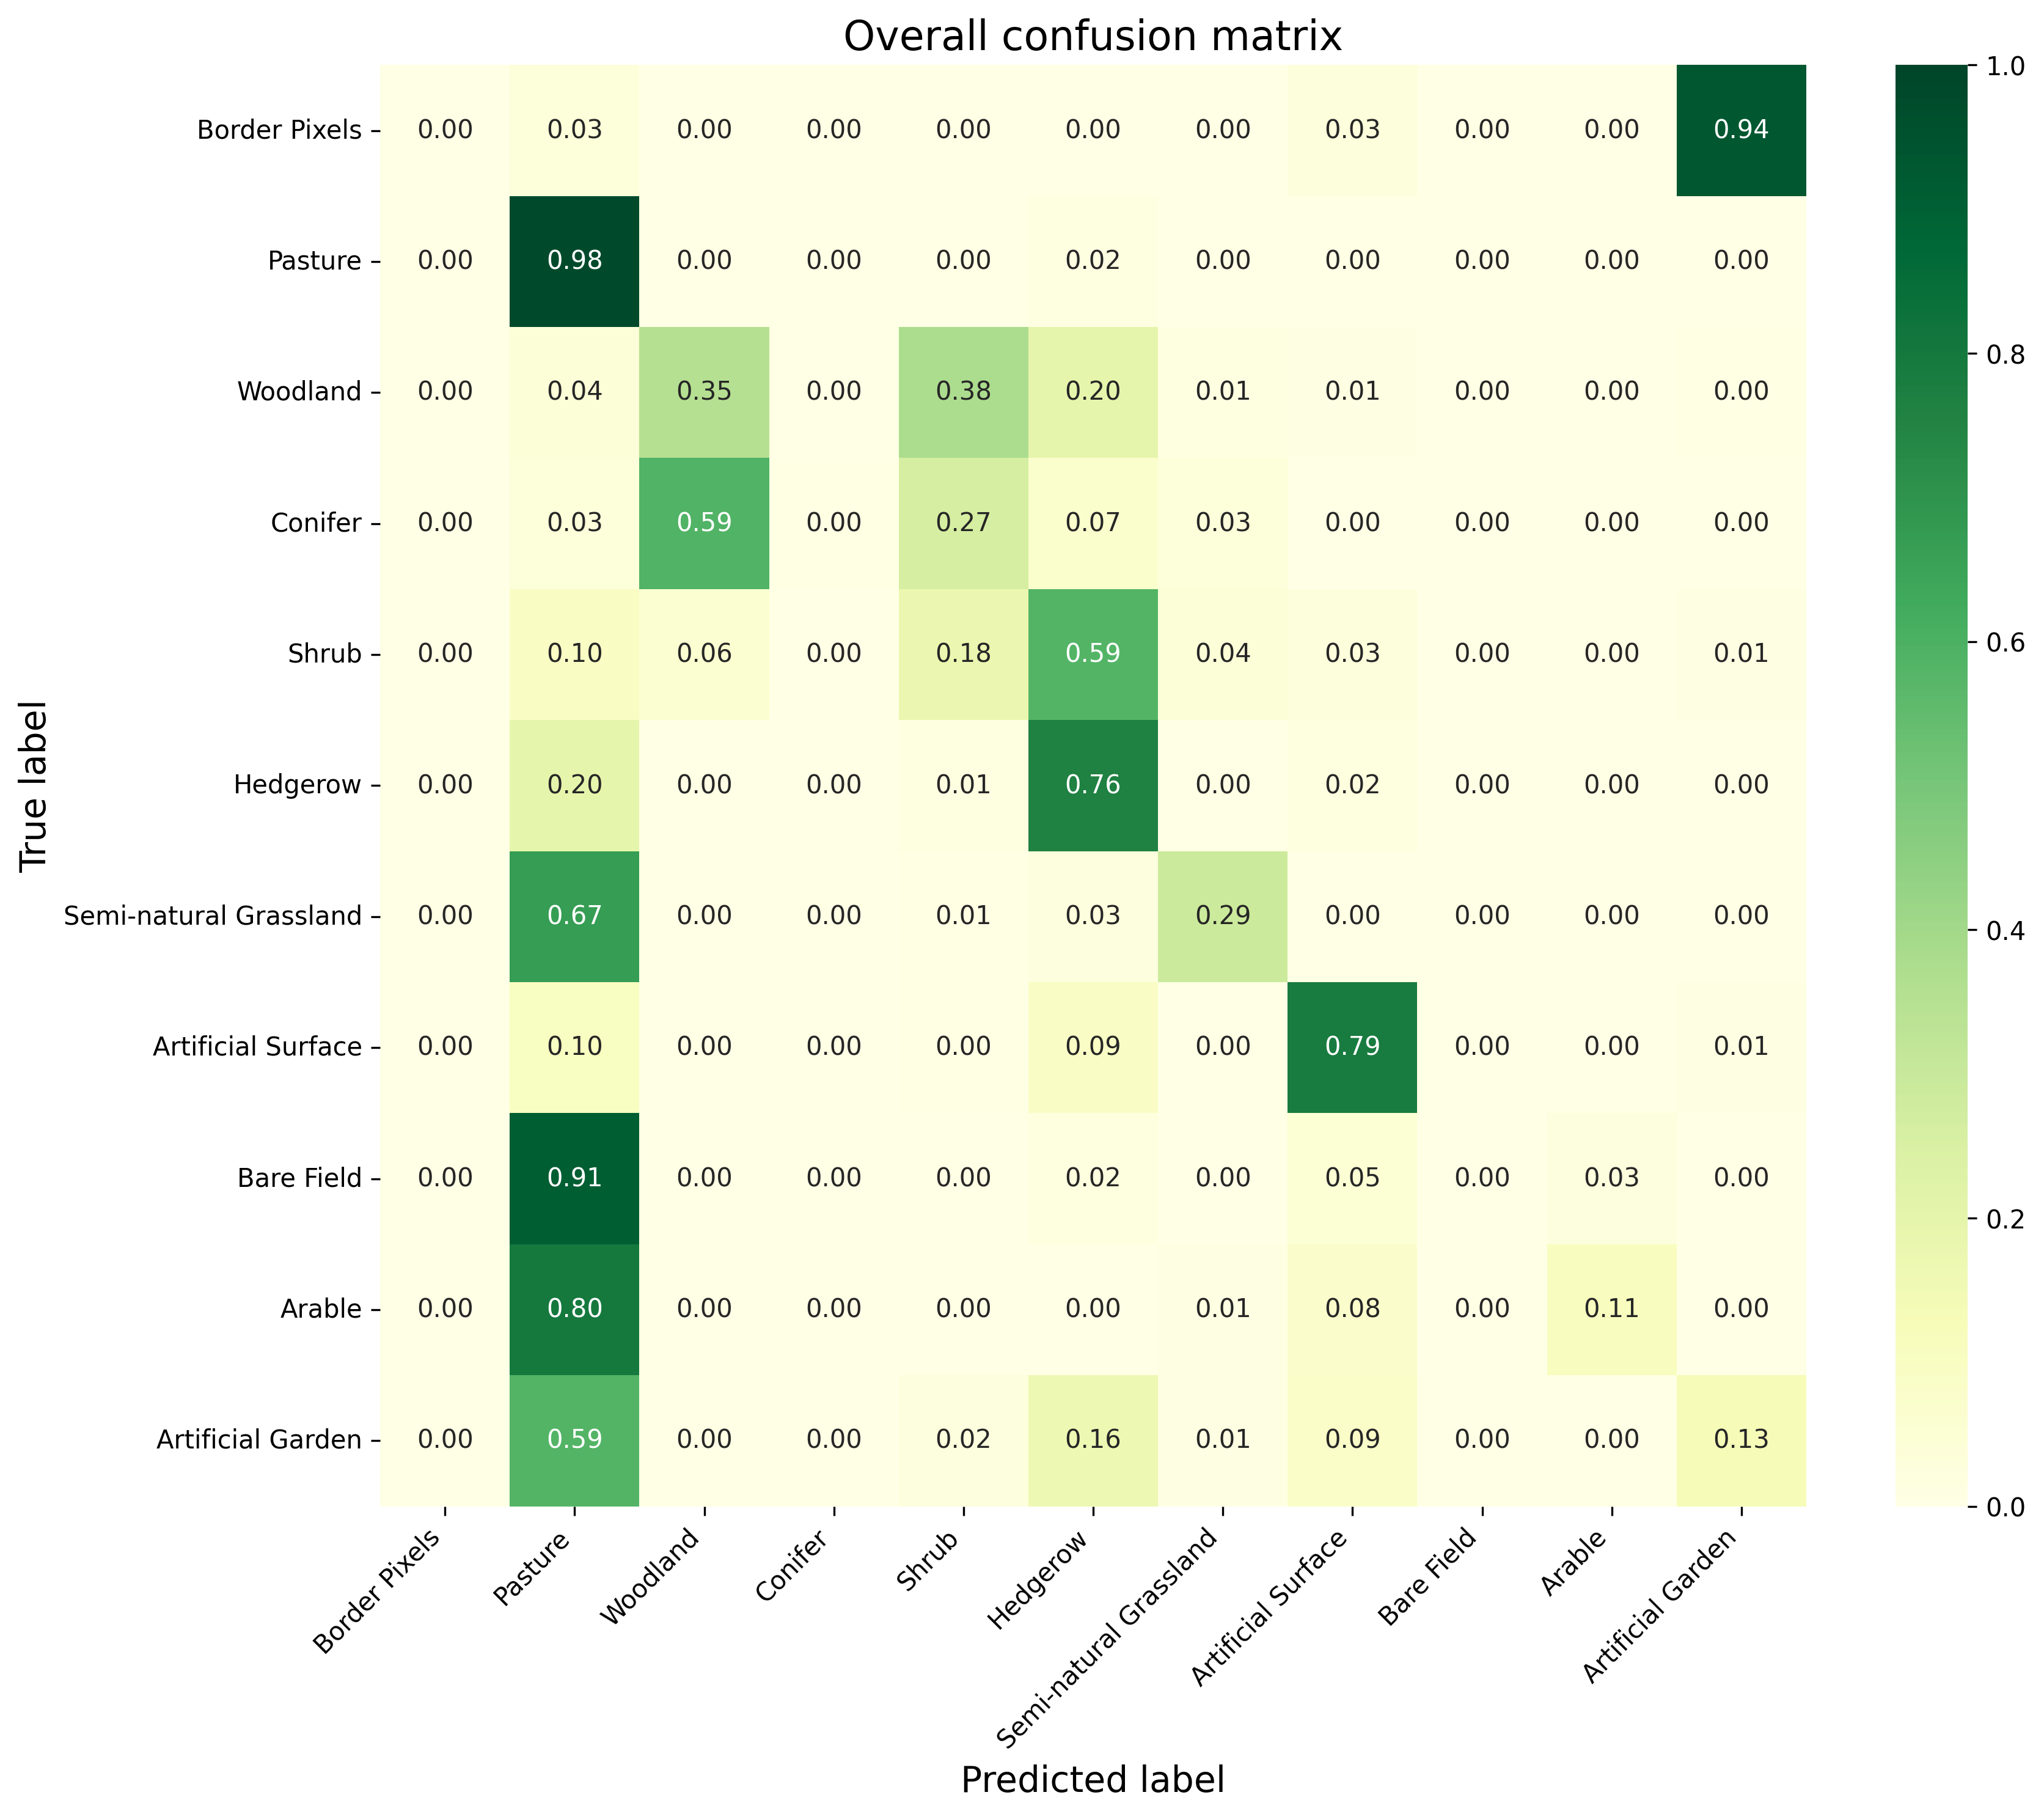 Overall confusion matrix
Border Pixels 0.00 0.03 0.00 0.00 0.00 0.00 0.00 0.03 0.00 0.00 0.94
Pasture 0.00 0.98 0.00 0.00 0.00 0.02 0.00 0.00 0.00 0.00 0.00
Woodland 0.00 0.04 0.35 0.00 0.38 0.20 0.01 0.01 0.00 0.00 0.00
Conifer 0.00 0.03 0.59 0.00 0.27 0.07 0.03 0.00 0.00 0.00 0.00
Shrub 0.00 0.10 0.06 0.00 0.18 0.59 0.04 0.03 0.00 0.00 0.01
Hedgerow 0.00 0.20 0.00 0.00 0.01 0.76 0.00 0.02 0.00 0.00 0.00
Semi-natural Grassland 0.00 0.67 0.00 0.00 0.01 0.03 0.29 0.00 0.00 0.00 0.00
Artificial Surface 0.00 0.10 0.00 0.00 0.00 0.09 0.00 0.79 0.00 0.00 0.01
Bare Field 0.00 0.91 0.00 0.00 0.00 0.02 0.00 0.05 0.00 0.03 0.00
Arable 0.00 0.80 0.00 0.00 0.00 0.00 0.01 0.08 0.00 0.11 0.00
Artificial Garden 0.00 0.59 0.00 0.00 0.02 0.16 0.01 0.09 0.00 0.00 0.13
True label
Border Pixels
Pasture
Woodland
Conifer
Shrub
Hedgerow
Semi-natural Grassland
Artificial Surface
Bare Field
Arable
Artificial Garden
Predicted label
1.0
0.8
0.6
0.4
0.2
0.0